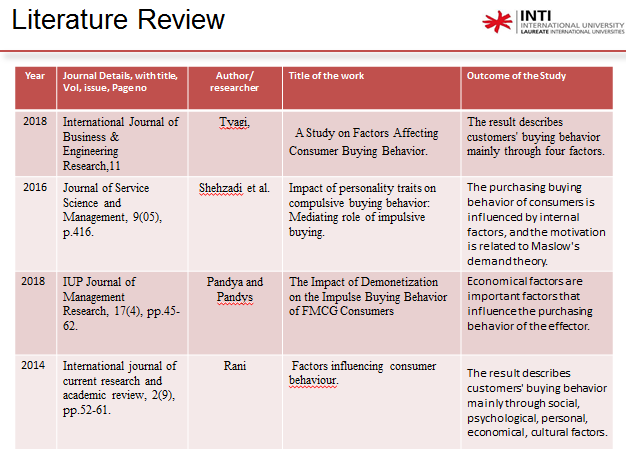 Literature Review
INTI
INTERNATIONAL UNIVERSITY
LAUREATE INTERNATIONAL UNIVERSITIES
Year
Journal Details, with title,
Vol, issue, Page no
Author/
researcher
Title of the work
Outcome of the Study
2018
International Journal of
Business &
Engineering
Research,11
Tyagi,
A Study on Factors Affecting
Consumer Buying Behavior.
The result describes
customers' buying behavior
mainly through four factors.
2016
Journal of Service
Science and
Management, 9(05),
p.416.
Shehzadi et al.
Impact of personality traits on
compulsive buying behavior:
Mediating role of impulsive
buying.
The purchasing buying
behavior of consumers is
influenced by internal
factors, and the motivation
is related to Maslow's
demand theory.
2018
IUP Journal of
Management
Research, 17(4), pp.45-
62.
Pandya and
Pandys
The Impact of Demonetization
on the Impulse Buying Behavior
of FMCG Consumers
Economical factors are
important factors that
influence the purchasing
behavior of the effector.
2014
International journal of
current research and
academic review, 2(9),
pp.52-61.
Rani
Factors influencing consumer
behaviour.
The result describes
customers' buying behavior
mainly through social,
psychological, personal,
economical, cultural factors.